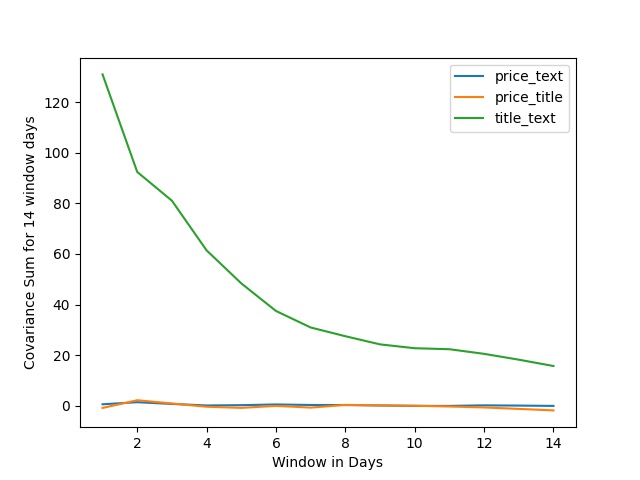 price_text
price_title
title_text
120
100
80
60
40
20
0
2 4 6 8 10 12 14
Window in Days
Covariance Sum for 14 window days